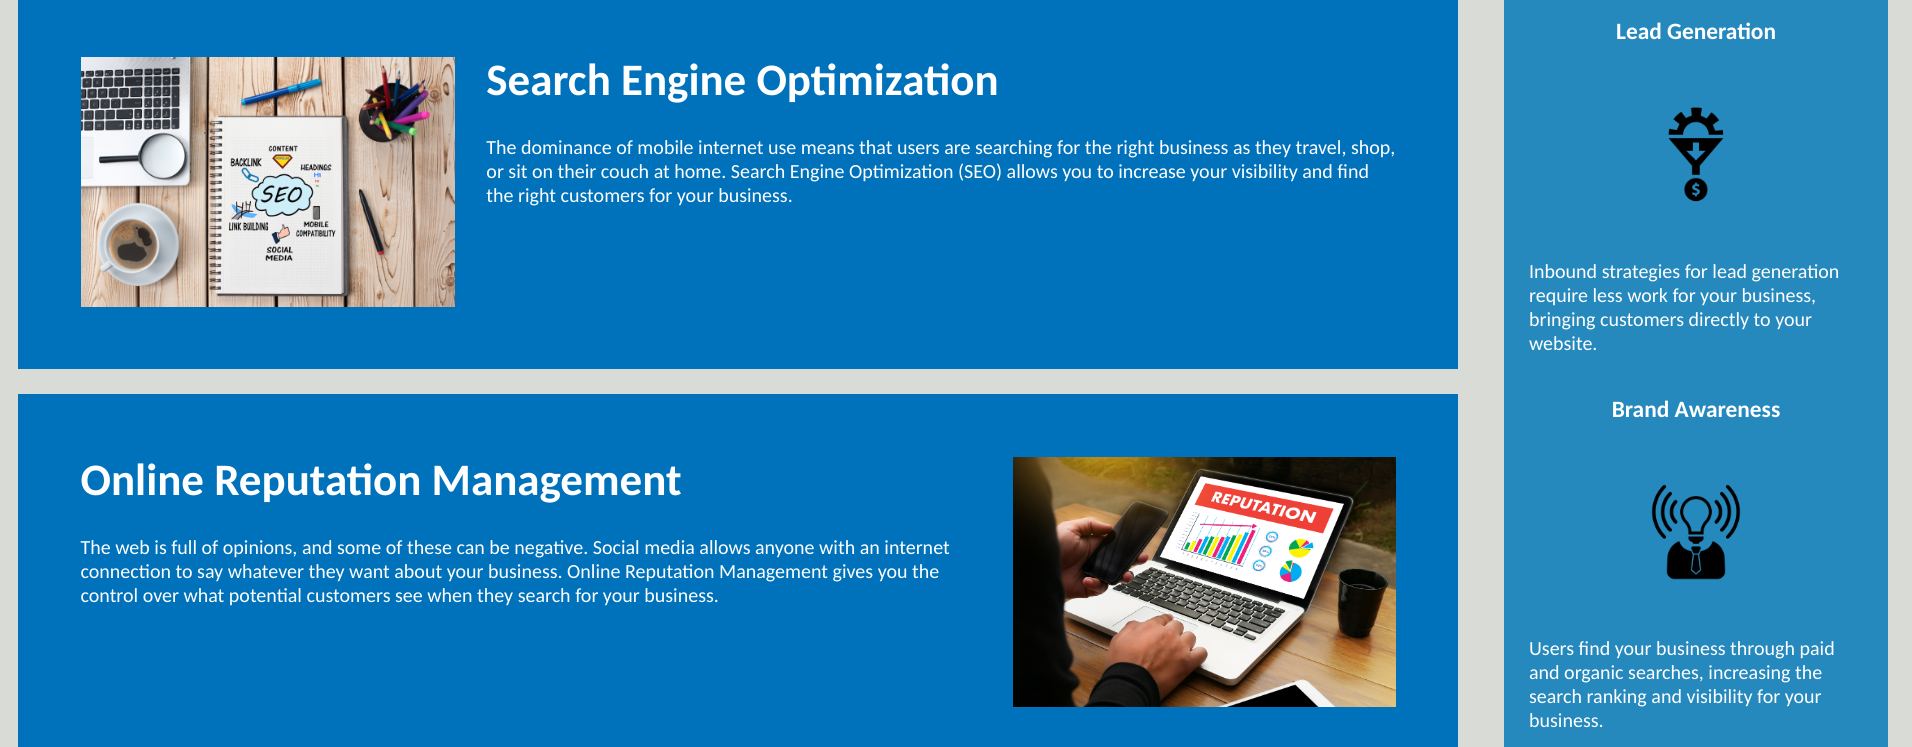 Search Engine Optimization
The dominance of mobile internet use means that users are searching for the right business as they travel, shop,
or sit on their couch at home. Search Engine Optimization (SEO) allows you to increase your visibility and find
the right customers for your business.
CONTENT
BACKLINK
HEADINGS
SEO
LINK BUILDING
MOBILE
COMPATIBILITY
SOCIAL
MEDIA
Online Reputation Management
The web is full of opinions, and some of these can be negative. Social media allows anyone with an internet
connection to say whatever they want about your business. Online Reputation Management gives you the
control over what potential customers see when they search for your business.
REPUTATION
Lead Generation
$
Inbound strategies for lead generation
require less work for your business,
bringing customers directly to your
website.
Brand Awareness
Users find your business through paid
and organic searches, increasing the
search ranking and visibility for your
business.